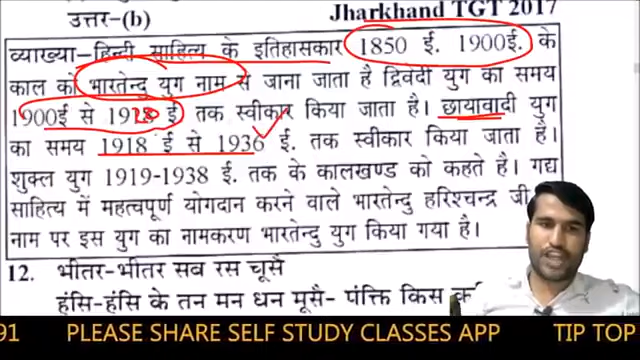 उत्तर-(b)
Jharkhand TGT 2017
व्याख्या–हिन्दी साहित्य के इतिहासकार 1850 ई. 1900ई. के
काल को भारतेन्दु युग नाम से जाना जाता है द्विवेदी युग का समय
1900ई से 1918 ई तक स्वीकार किया जाता है। छायावादी युग
का समय 1918 ई से 1936 ई. तक स्वीकार किया जाता है।
शुक्ल युग 1919-1938 ई. तक के कालखण्ड को कहते है। गद्य
साहित्य में महत्वपूर्ण योगदान करने वाले भारतेन्दु हरिश्चन्द्र जी
नाम पर इस युग का नामकरण भारतेन्दु युग किया गया है।
12. भीतर-भीतर सब रस चूसै
हंसि-हंसि के तन मन धन मूसै- पंक्ति किस
91 PLEASE SHARE SELF STUDY CLASSES APP TIP TOP